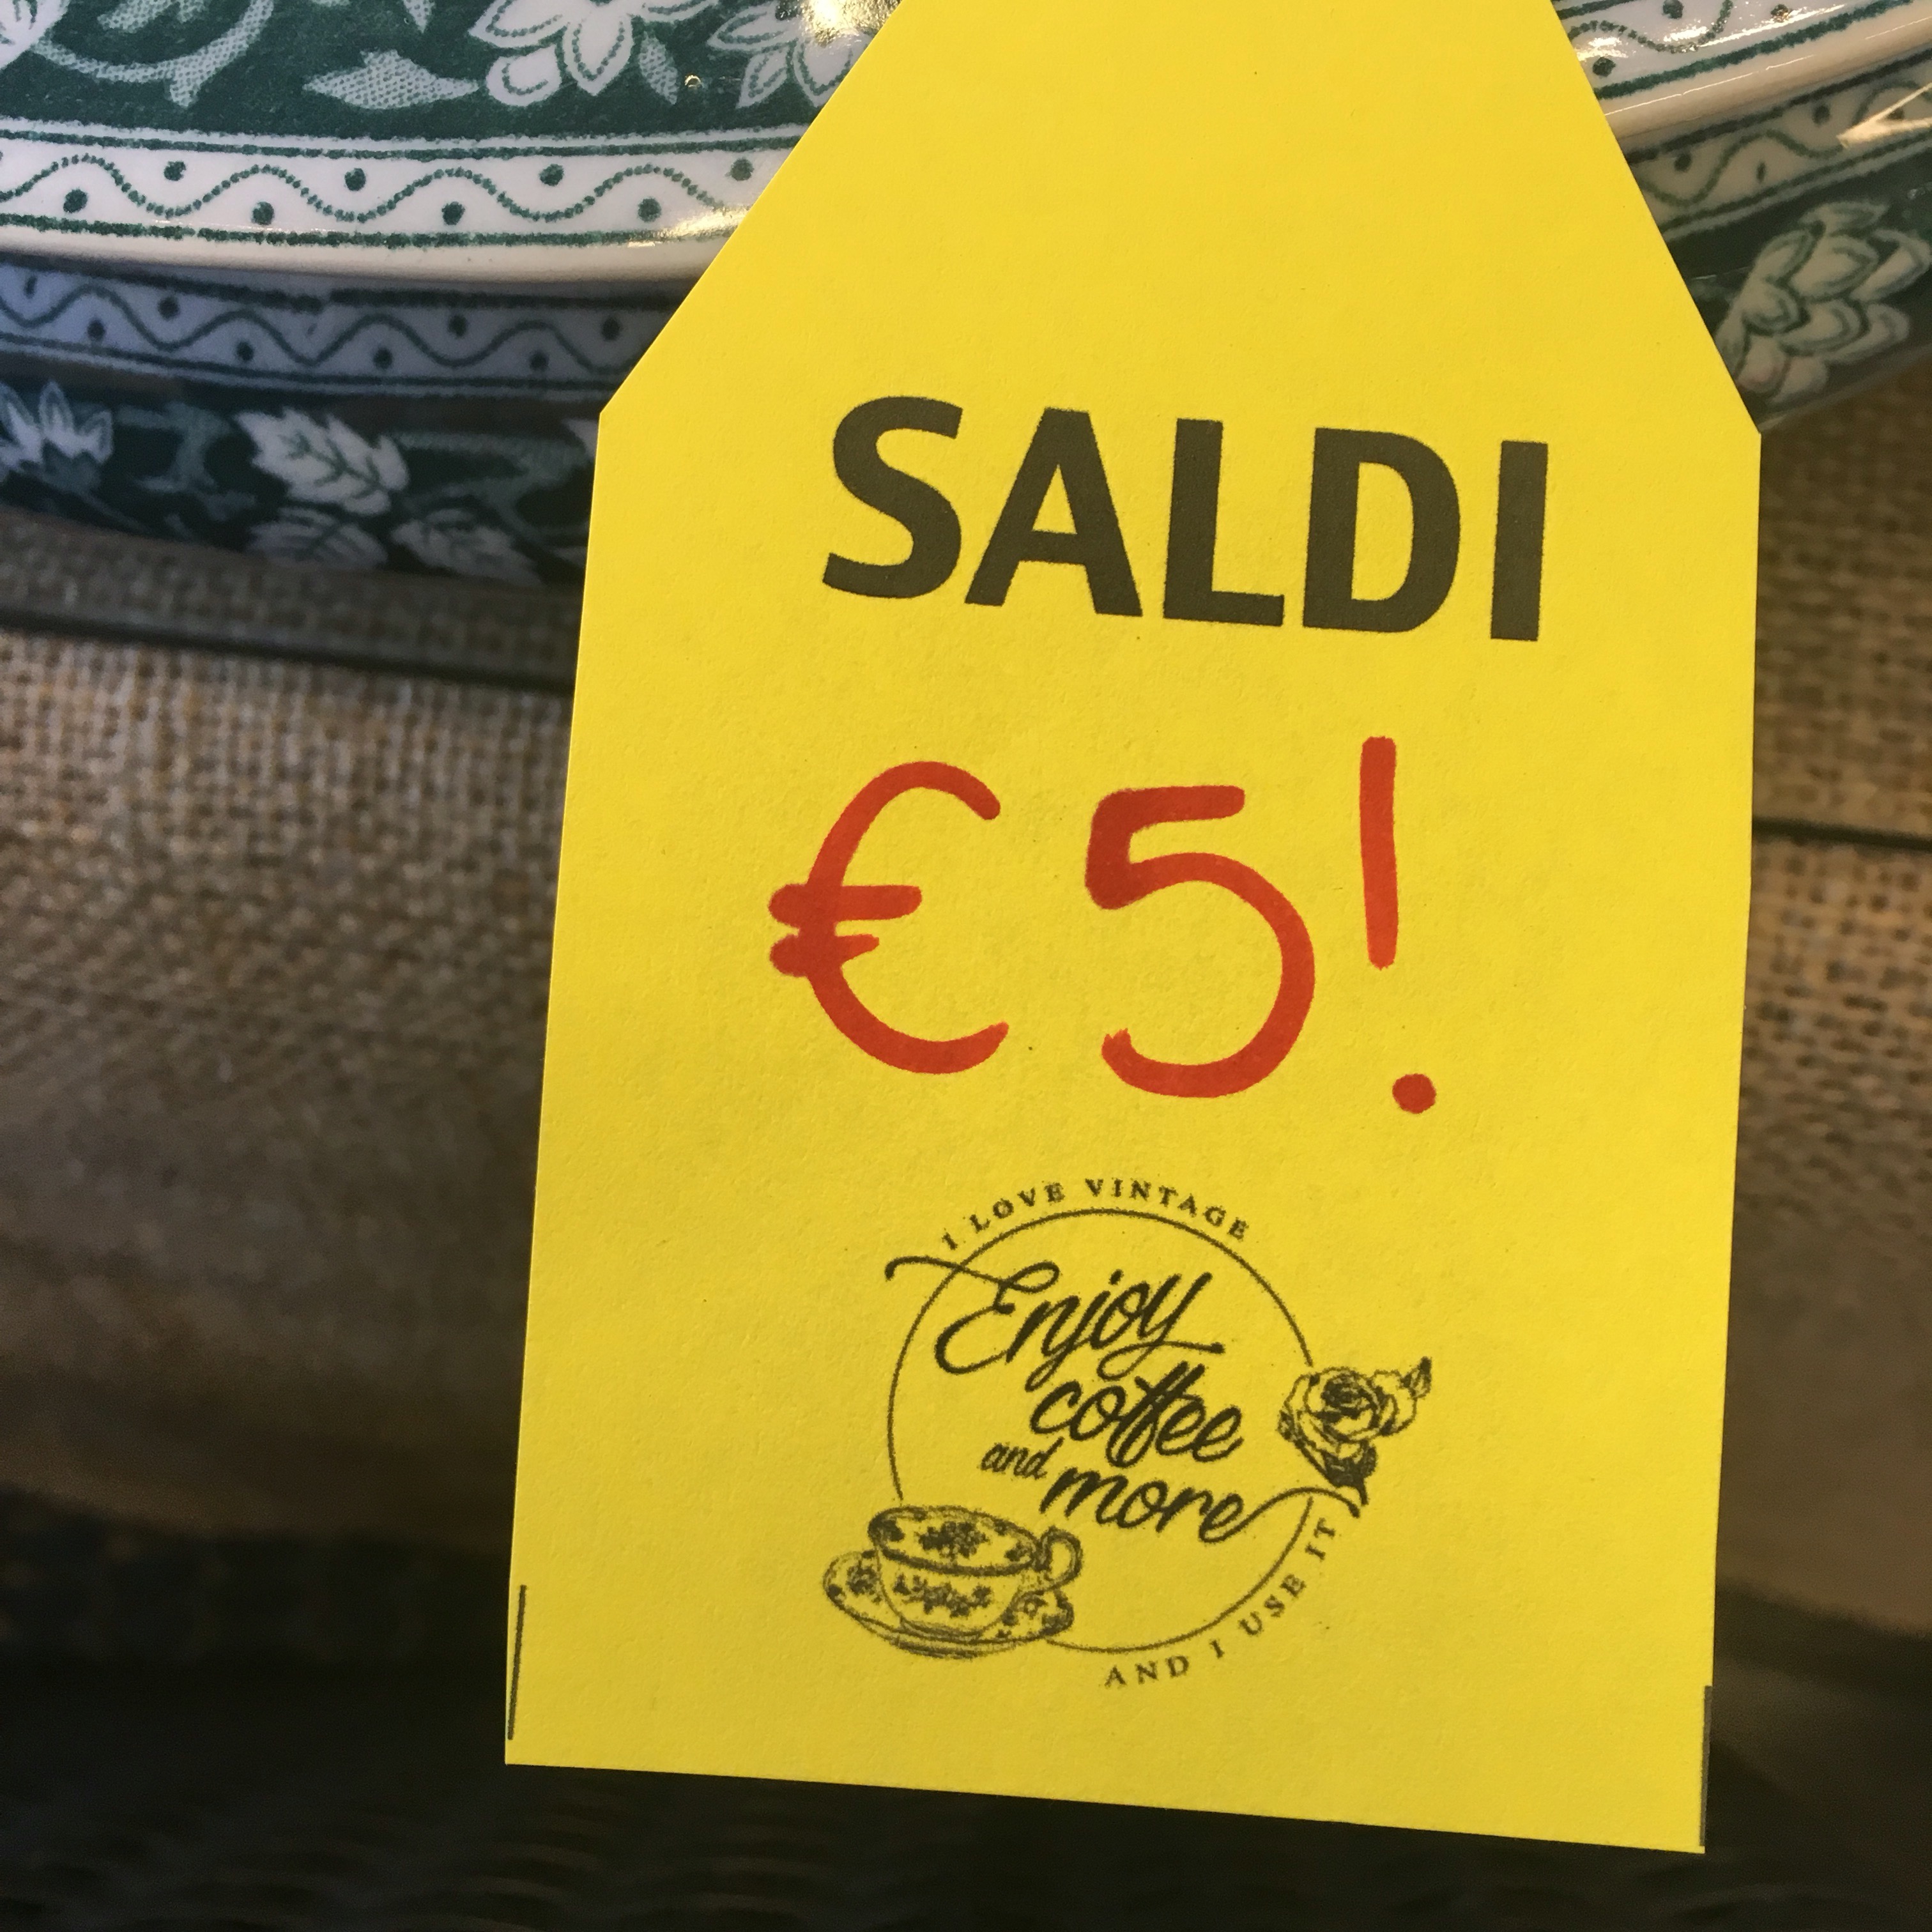 SALDI
€5!
I LOVE VINTAGE
Enjoy
coffee
and more
AND I USE IT